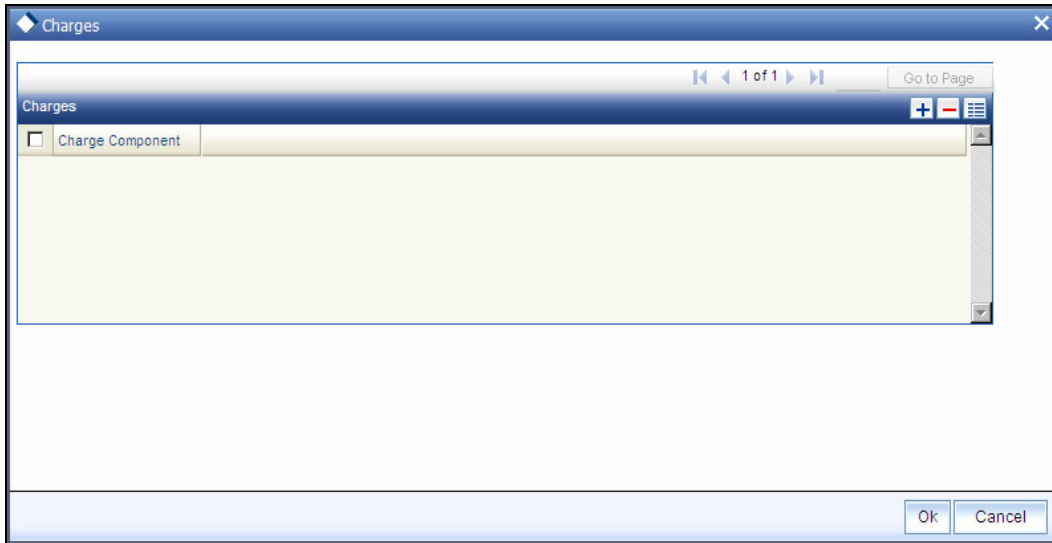 Charges
1 of 1 Go to Page
Charges
Charge Component
Ok Cancel